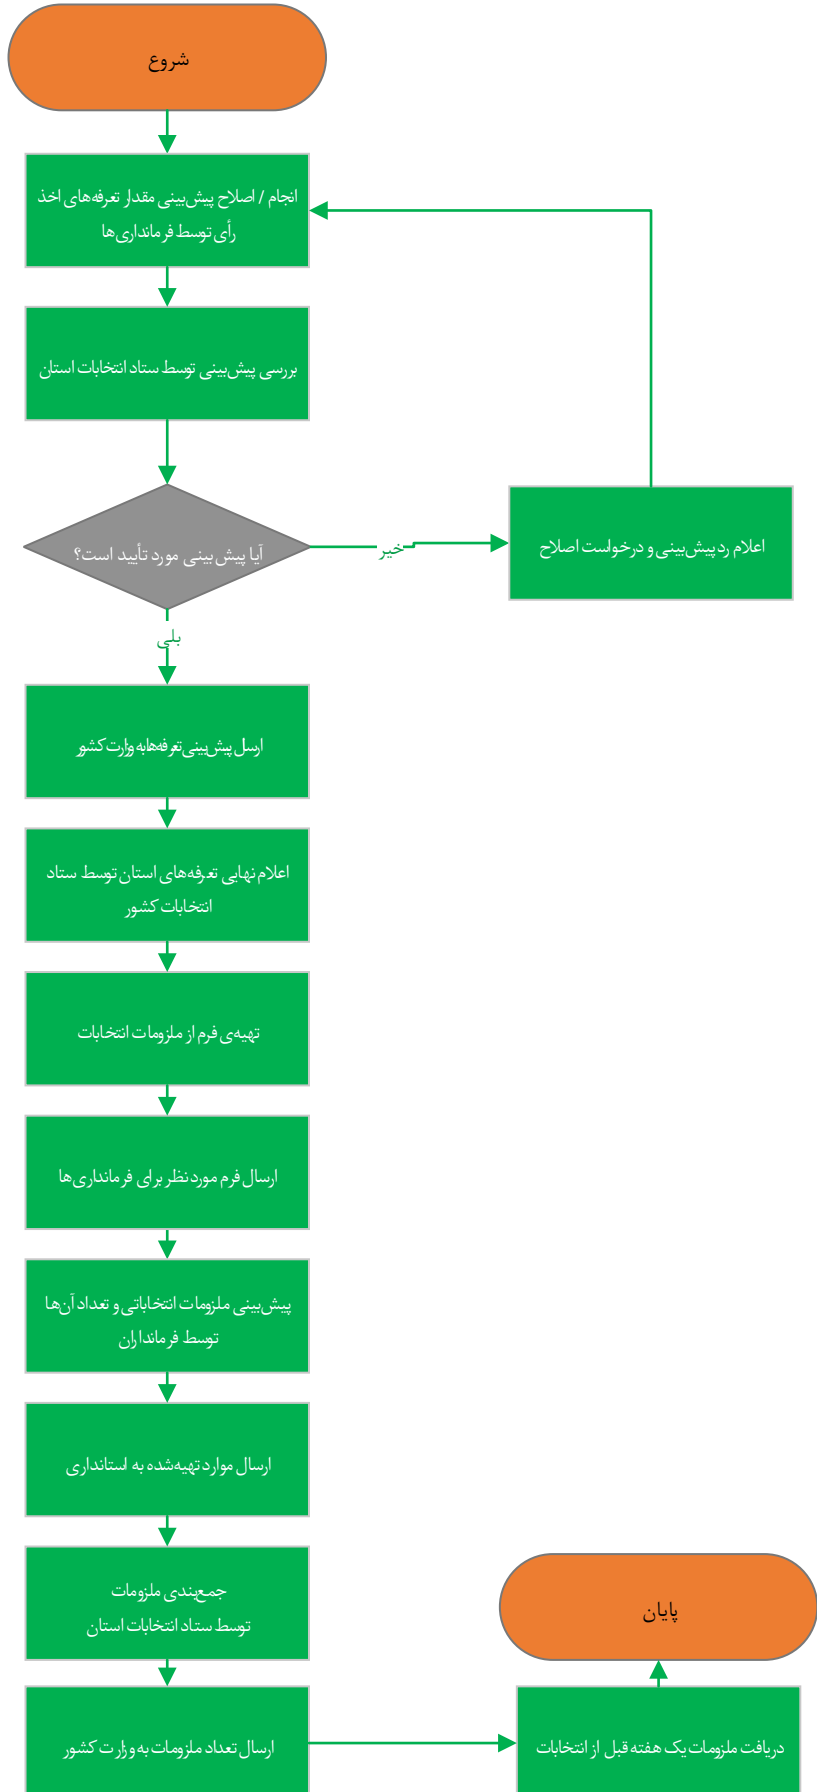 شروع
انجام / اصلاح پیش‌بینی مقدار تعرفه‌های اخذ
رأی توسط فرمانداری‌ها
بررسی پیش‌بینی توسط ستاد انتخابات استان
آیا پیش‌بینی مورد تأیید است؟
خیر
اعلام رد پیش‌بینی و درخواست اصلاح
بلی
ارسال پیش‌بینی تعرفه‌ها به وزارت کشور
اعلام نهایی تعرفه‌های استان توسط ستاد
انتخابات کشور
تهیه‌ی فرم از ملزومات انتخابات
ارسال فرم مورد نظر برای فرمانداری‌ها
پیش‌بینی ملزومات انتخاباتی و تعداد آن‌ها
توسط فرمانداران
ارسال موارد تهیه‌شده به استانداری
جمع‌بندی ملزومات
توسط ستاد انتخابات استان
ارسال تعداد ملزومات به وزارت کشور
دریافت ملزومات یک هفته قبل از انتخابات
پایان